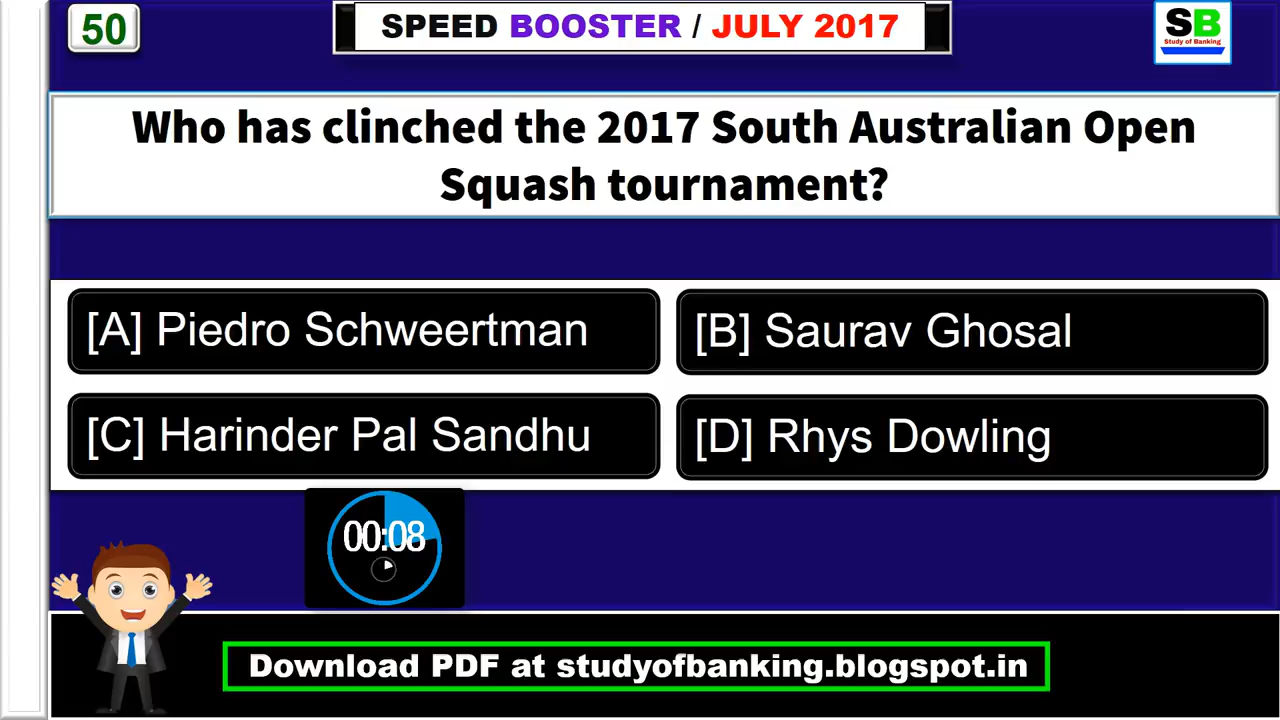 50
SPEED BOOSTER / JULY 2017
SB
Study of Banking
Who has clinched the 2017 South Australian Open
Squash tournament?
[A] Piedro Schweertman
[B] Saurav Ghosal
[C] Harinder Pal Sandhu
[D] Rhys Dowling
00:08
Download PDF at studyofbanking.blogspot.in